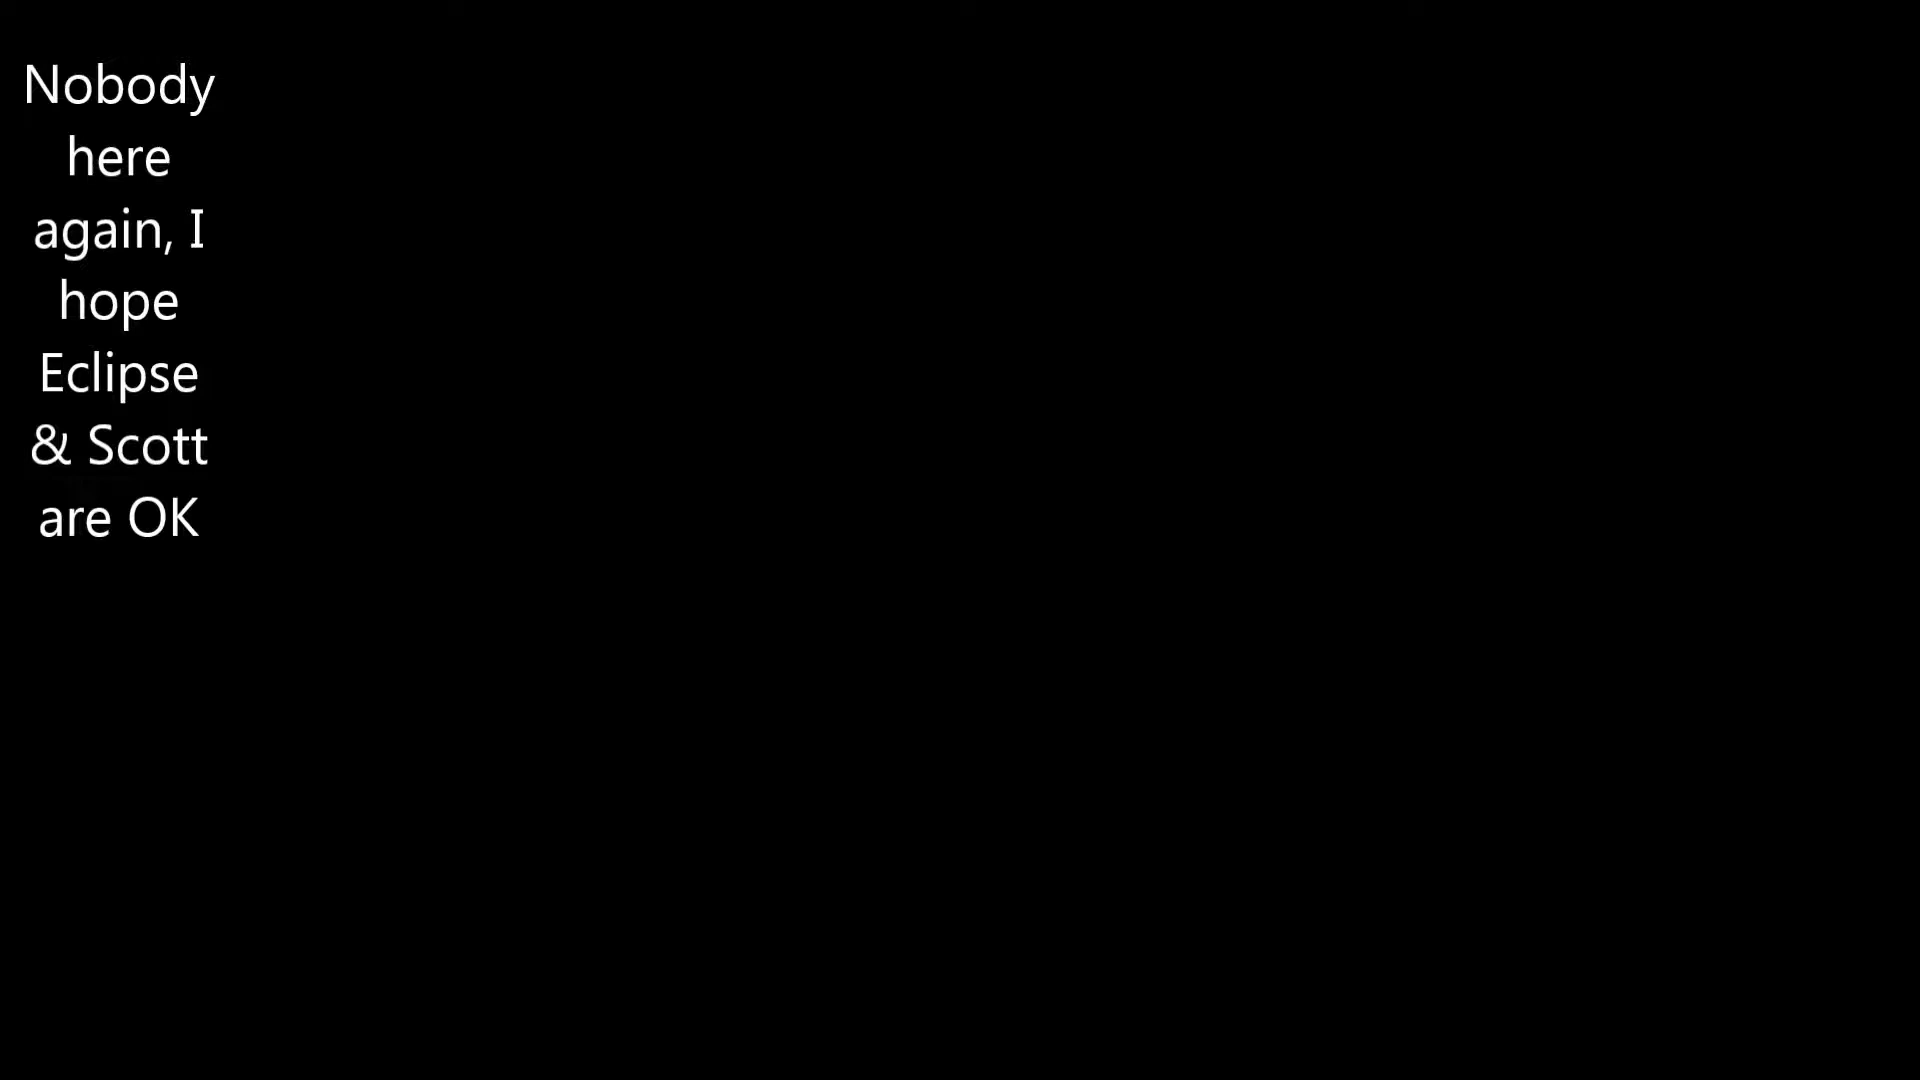 Nobody
here
again, I
hope
Eclipse
& Scott
are OK